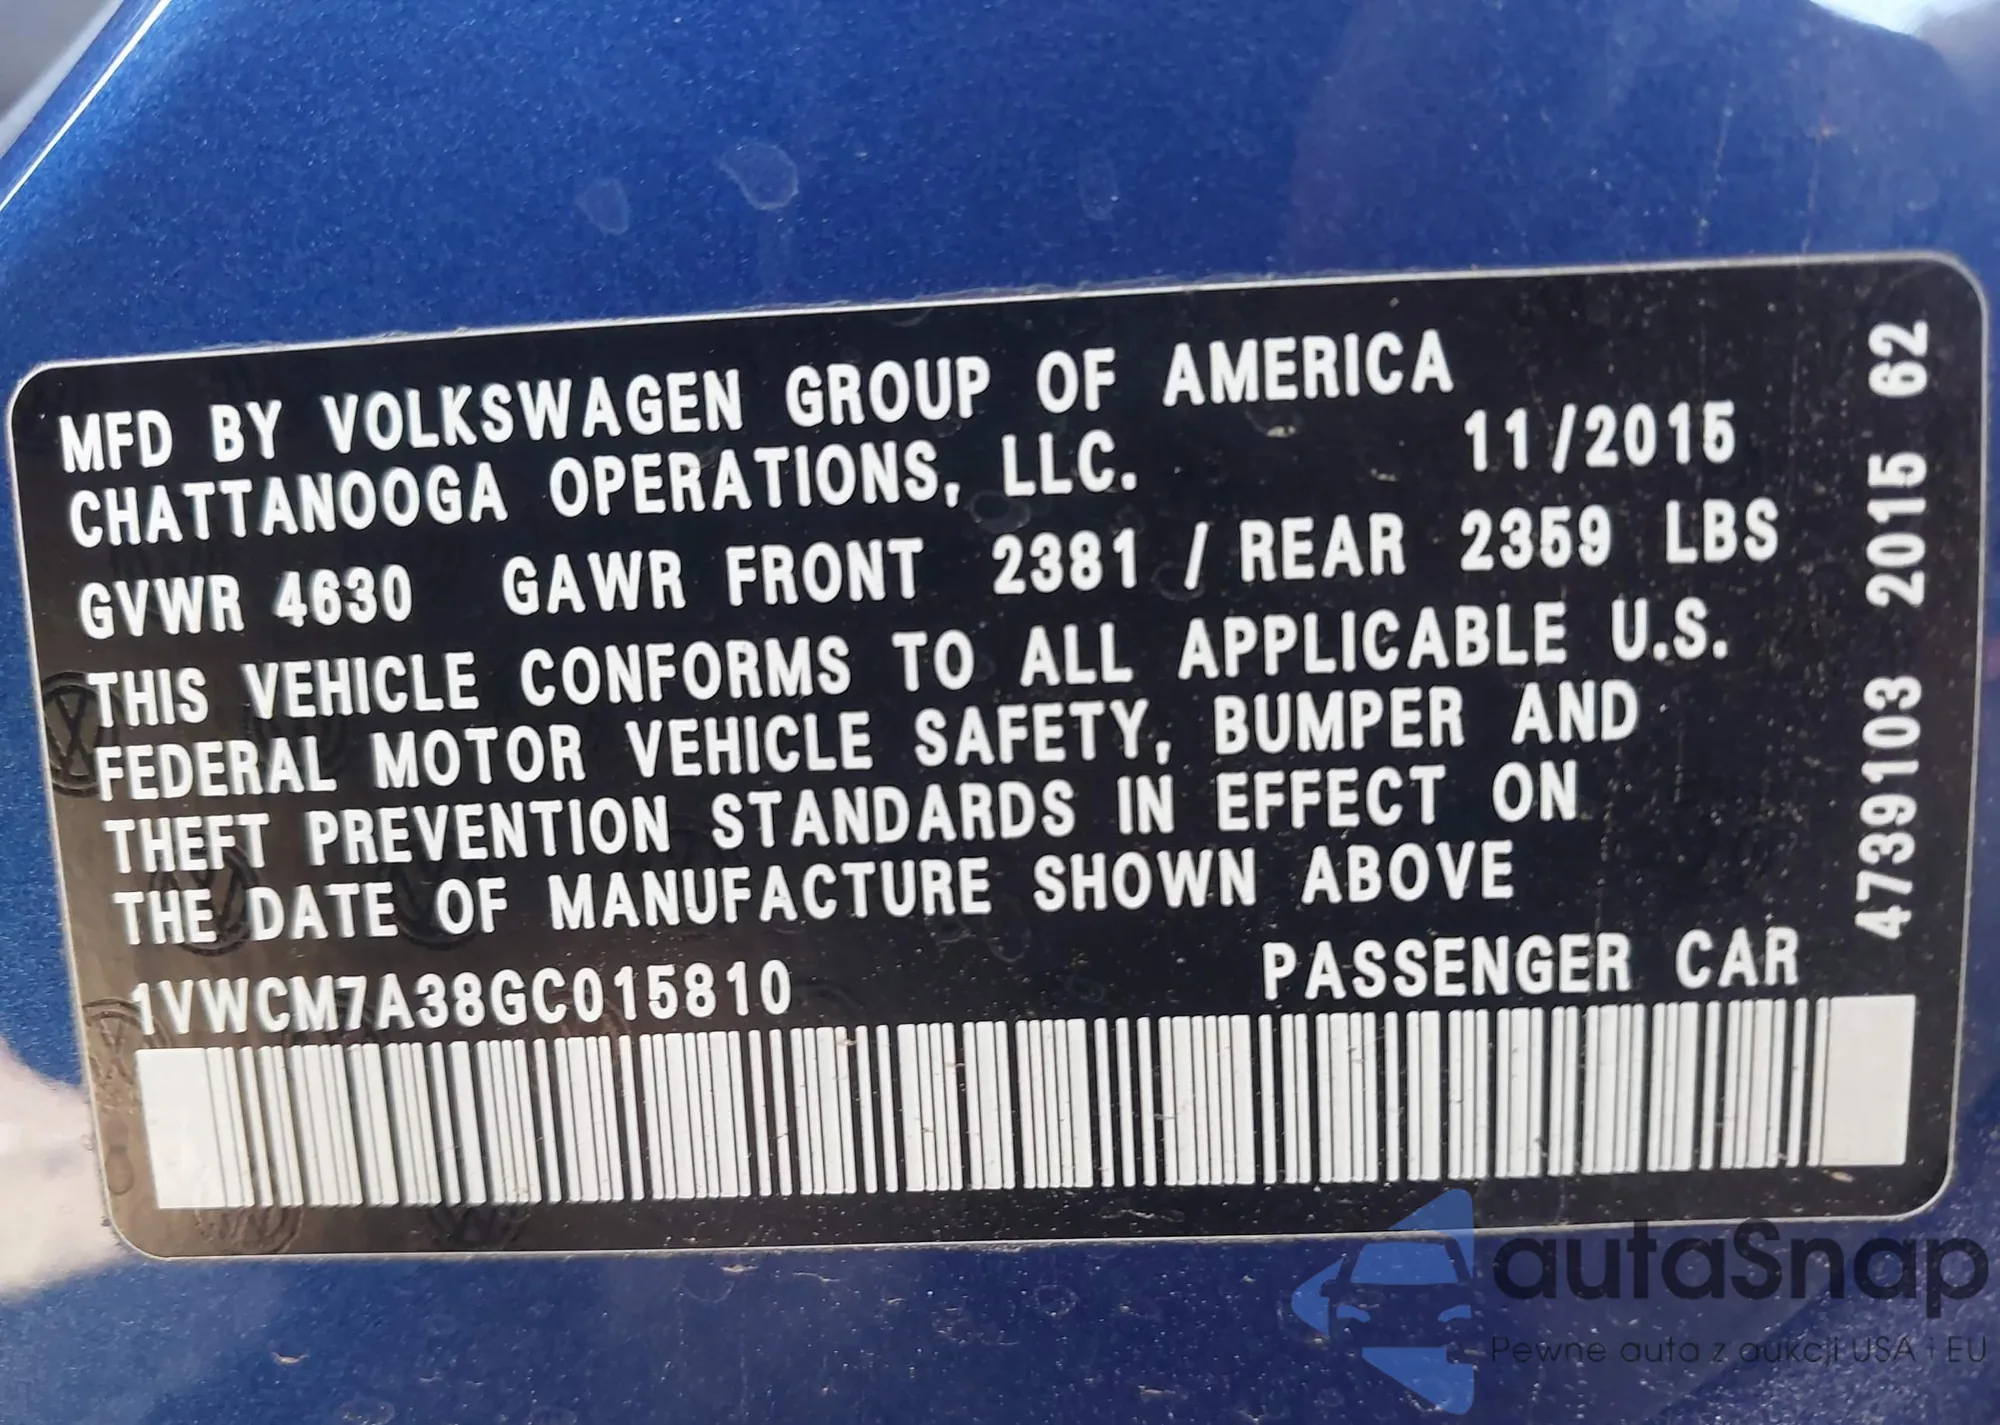 MFD BY VOLKSWAGEN GROUP OF AMERICA
CHATTANOOGA OPERATIONS, LLC. 11/2015
GVWR 4630 GAWR FRONT 2381 / REAR 2359 LBS
THIS VEHICLE CONFORMS TO ALL APPLICABLE U.S.
FEDERAL MOTOR VEHICLE SAFETY, BUMPER AND
THEFT PREVENTION STANDARDS IN EFFECT ON
THE DATE OF MANUFACTURE SHOWN ABOVE
1VWCM7A38GC015810 PASSENGER CAR
4739103 2015 62
autaSnap
Pewne auta z aukcji USA i EU